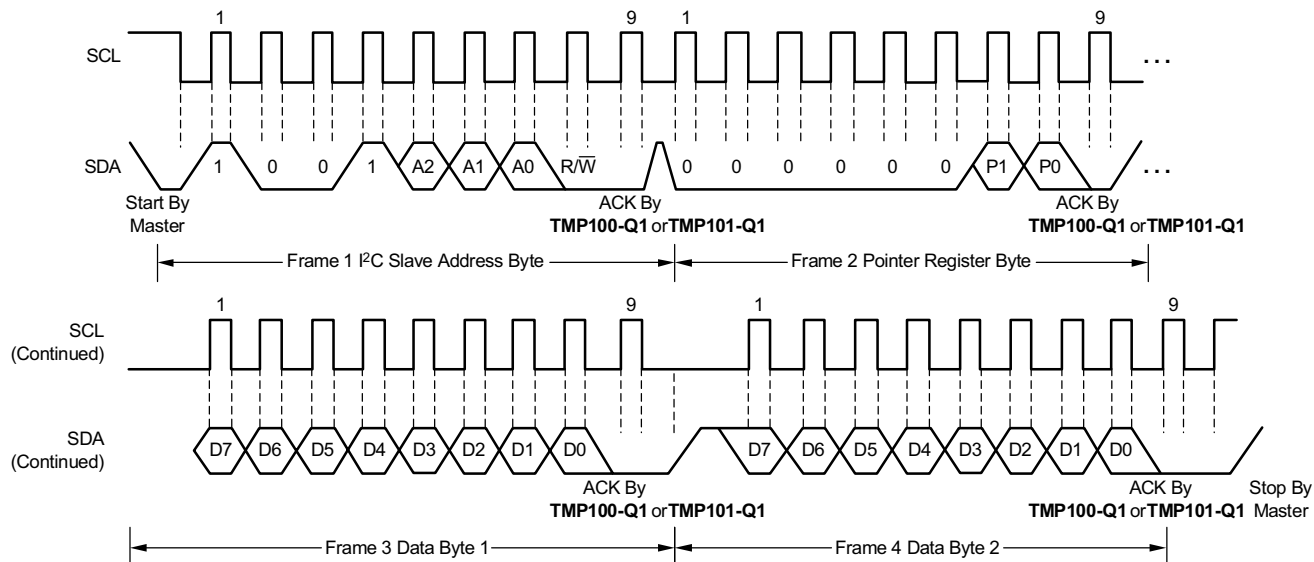 1 9 1 9
SCL ...
SDA 1 0 0 1 A2 A1 A0 R/W̅ 0 0 0 0 0 0 P1 P0 ...
Start By Master
ACK By TMP100-Q1 or TMP101-Q1
ACK By TMP100-Q1 or TMP101-Q1
Frame 1 I²C Slave Address Byte
Frame 2 Pointer Register Byte
1 9 1 9
SCL (Continued)
SDA (Continued) D7 D6 D5 D4 D3 D2 D1 D0 D7 D6 D5 D4 D3 D2 D1 D0
ACK By TMP100-Q1 or TMP101-Q1
ACK By TMP100-Q1 or TMP101-Q1
Stop By Master
Frame 3 Data Byte 1
Frame 4 Data Byte 2